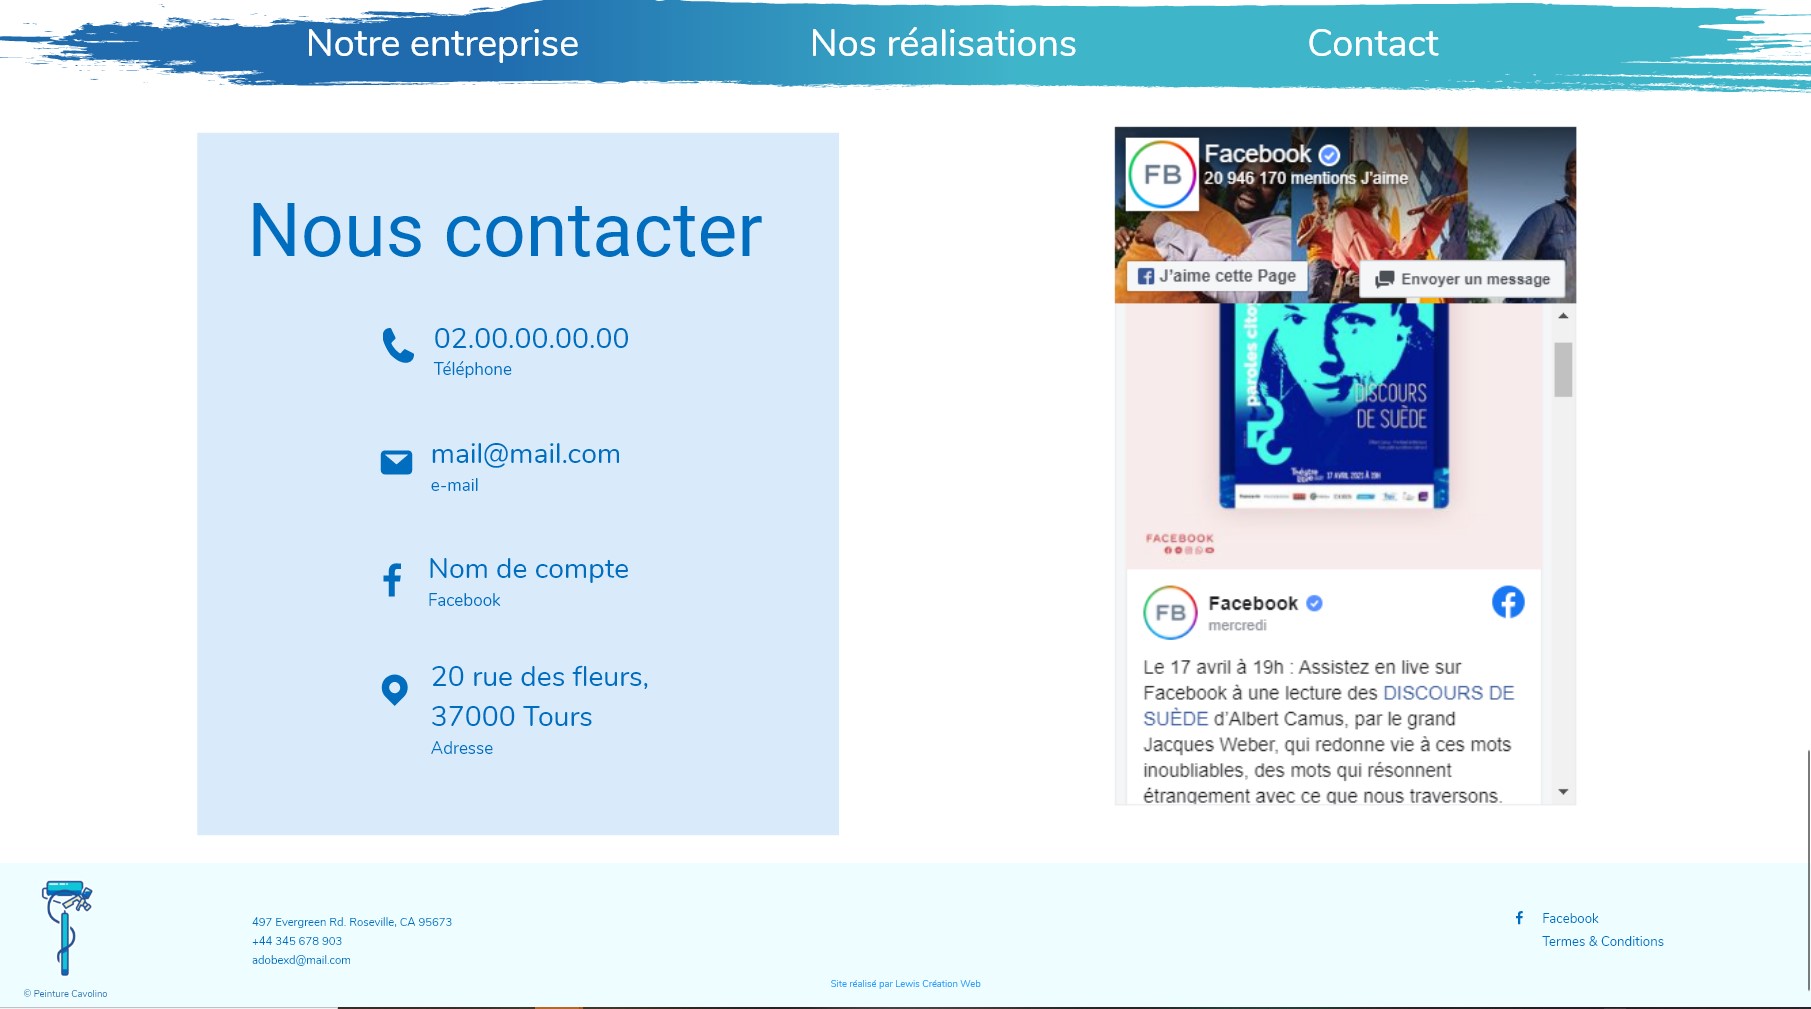 Notre entreprise
Nos réalisations
Contact
Nous contacter
02.00.00.00.00
Téléphone
mail@mail.com
e-mail
Nom de compte
Facebook
20 rue des fleurs,
37000 Tours
Adresse
FB
Facebook
20 946 170 mentions J'aime
J'aime cette Page
Envoyer un message
paroles
DISCOURS
DE SUÈDE
17 AVRIL 2021 À 19H
FACEBOOK
FB
Facebook
mercredi
Le 17 avril à 19h : Assistez en live sur
Facebook à une lecture des DISCOURS DE
SUÈDE d'Albert Camus, par le grand
Jacques Weber, qui redonne vie à ces mots
inoubliables, des mots qui résonnent
étrangement avec ce que nous traversons.
497 Evergreen Rd. Roseville, CA 95673
+44 345 678 903
adobexd@mail.com
Facebook
Termes & Conditions
Site réalisé par Lewis Création Web
© Peinture Cavolino